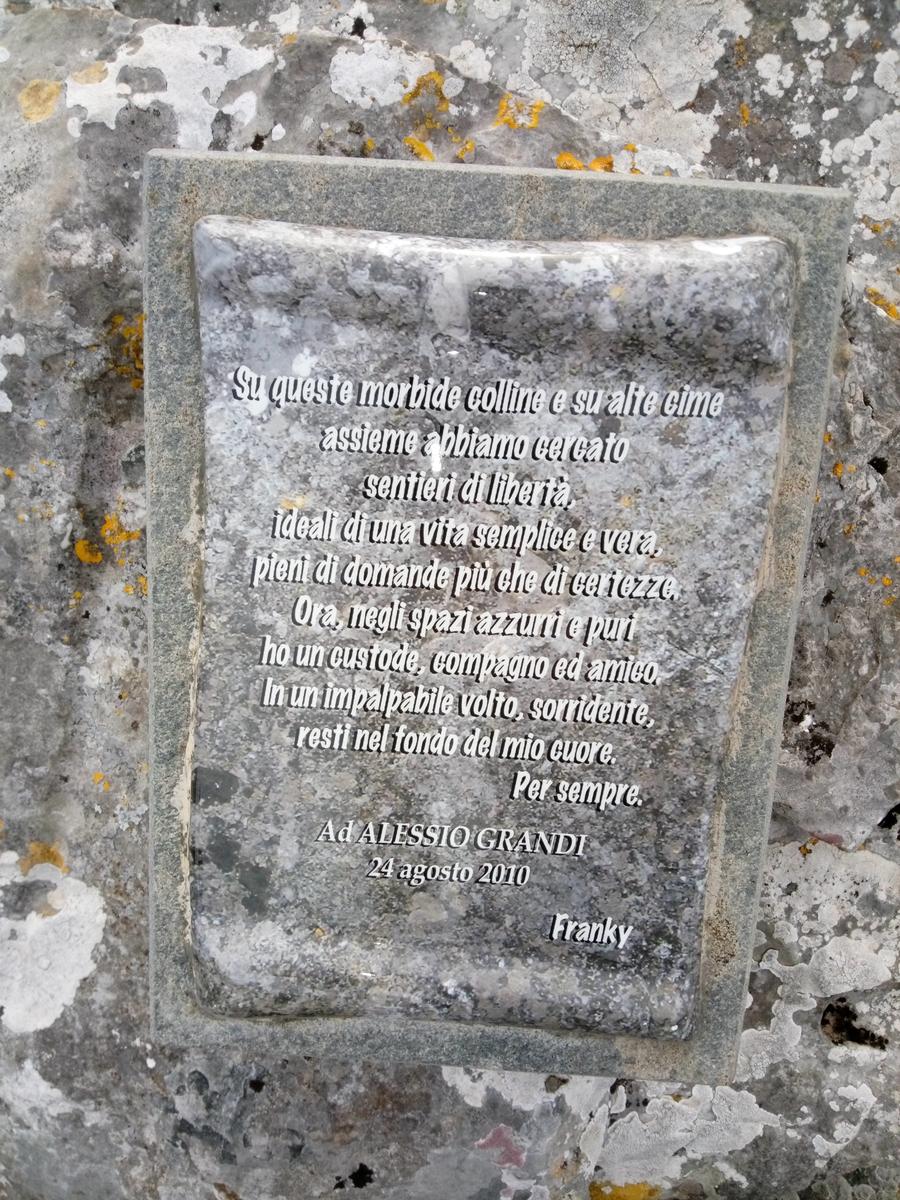 Su queste morbide colline e su alte cime
assieme abbiamo cercato
sentieri di libertà,
ideali di una vita semplice e vera,
pieni di domande più che di certezze.
Ora, negli spazi azzurri e puri
ho un custode, compagno ed amico.
In un impalpabile volto, sorridente,
resti nel fondo del mio cuore.
Per sempre.
Ad ALESSIO GRANDI
24 agosto 2010
Franky